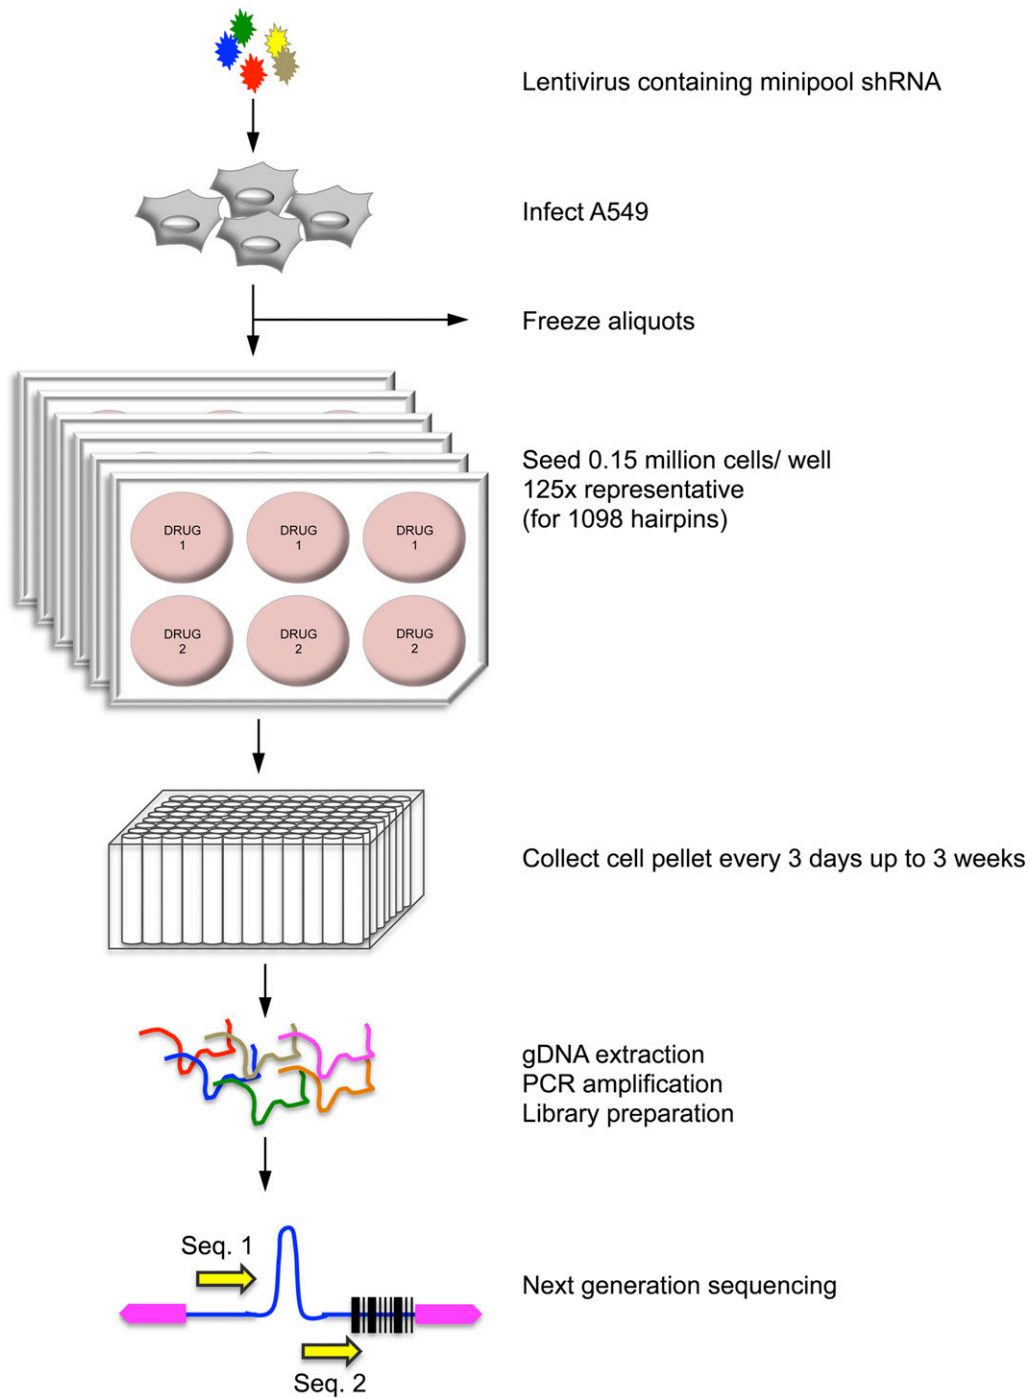 Lentivirus containing minipool shRNA
Infect A549
Freeze aliquots
Seed 0.15 million cells/ well
125x representative
(for 1098 hairpins)
DRUG
1
DRUG
1
DRUG
1
DRUG
2
DRUG
2
DRUG
2
Collect cell pellet every 3 days up to 3 weeks
gDNA extraction
PCR amplification
Library preparation
Seq. 1
Next generation sequencing
Seq. 2